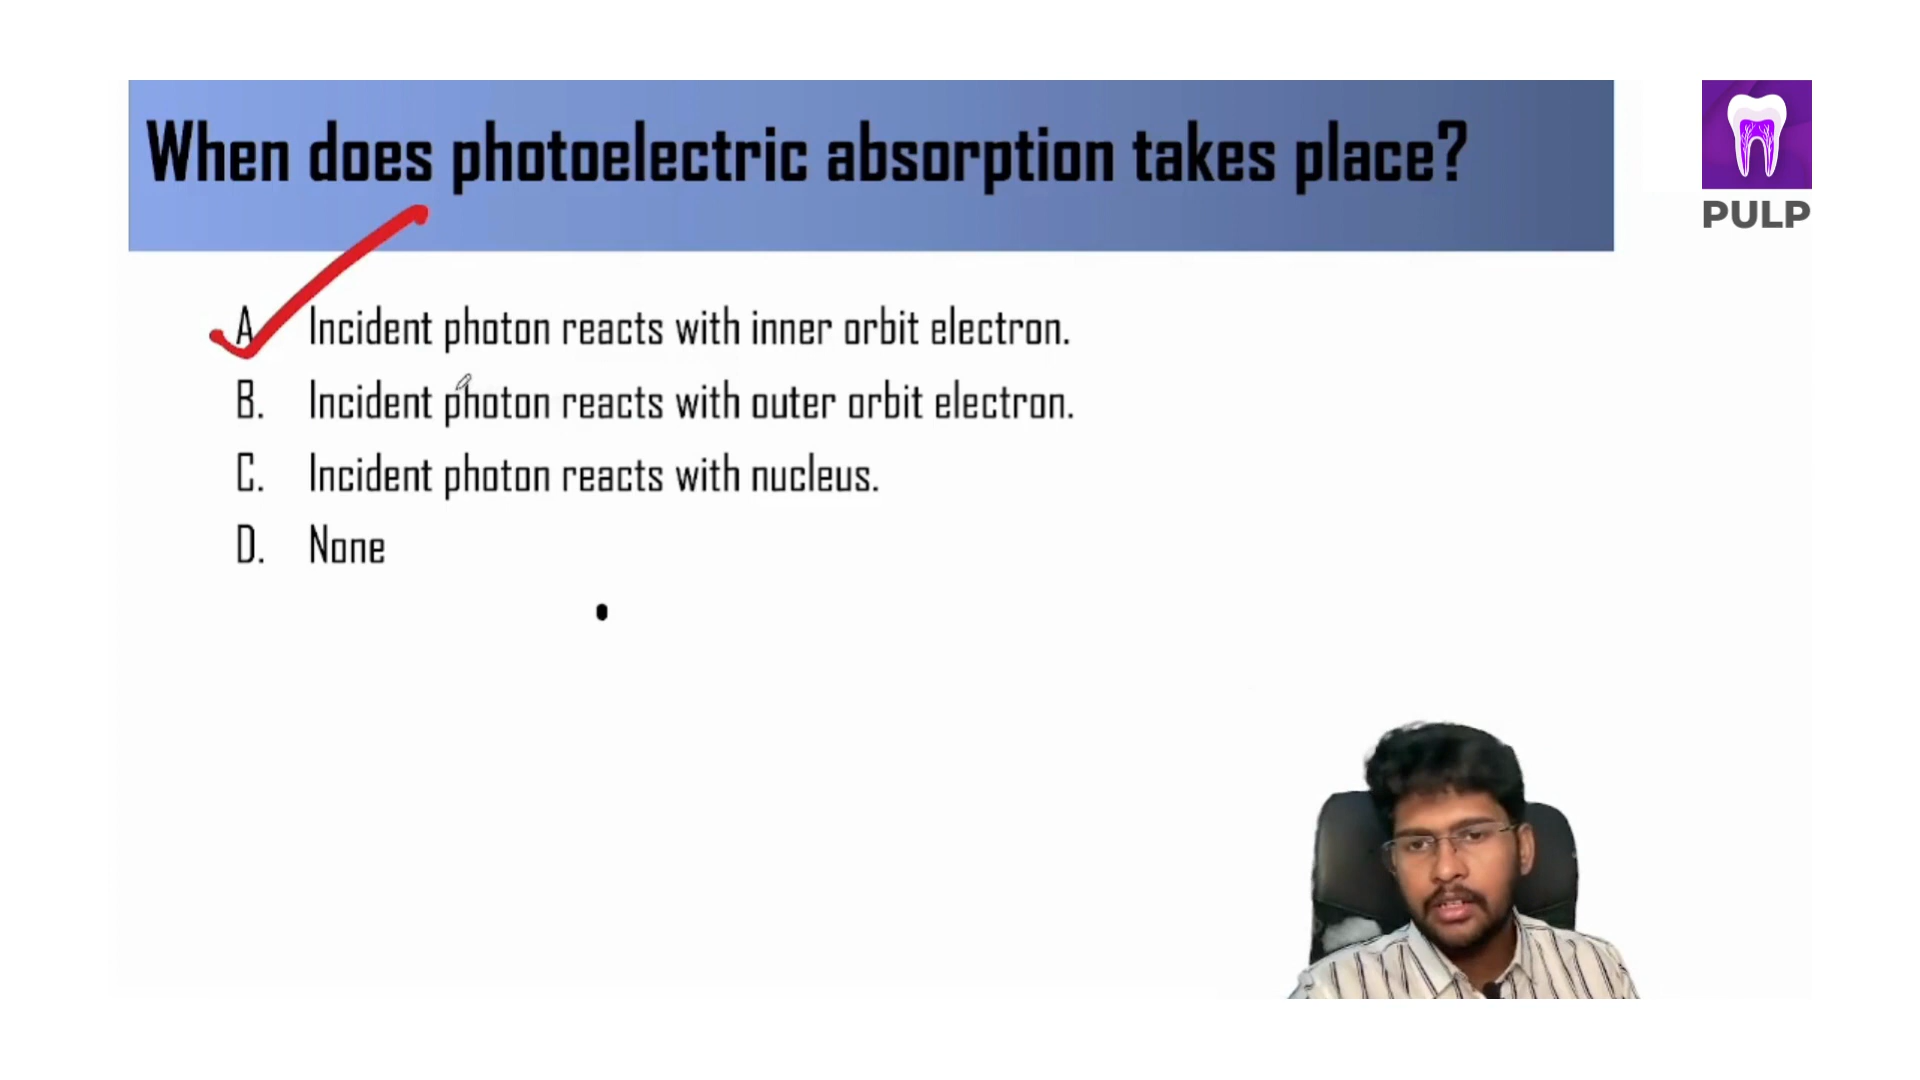 When does photoelectric absorption takes place?
PULP
A Incident photon reacts with inner orbit electron.
B. Incident photon reacts with outer orbit electron.
C. Incident photon reacts with nucleus.
D. None